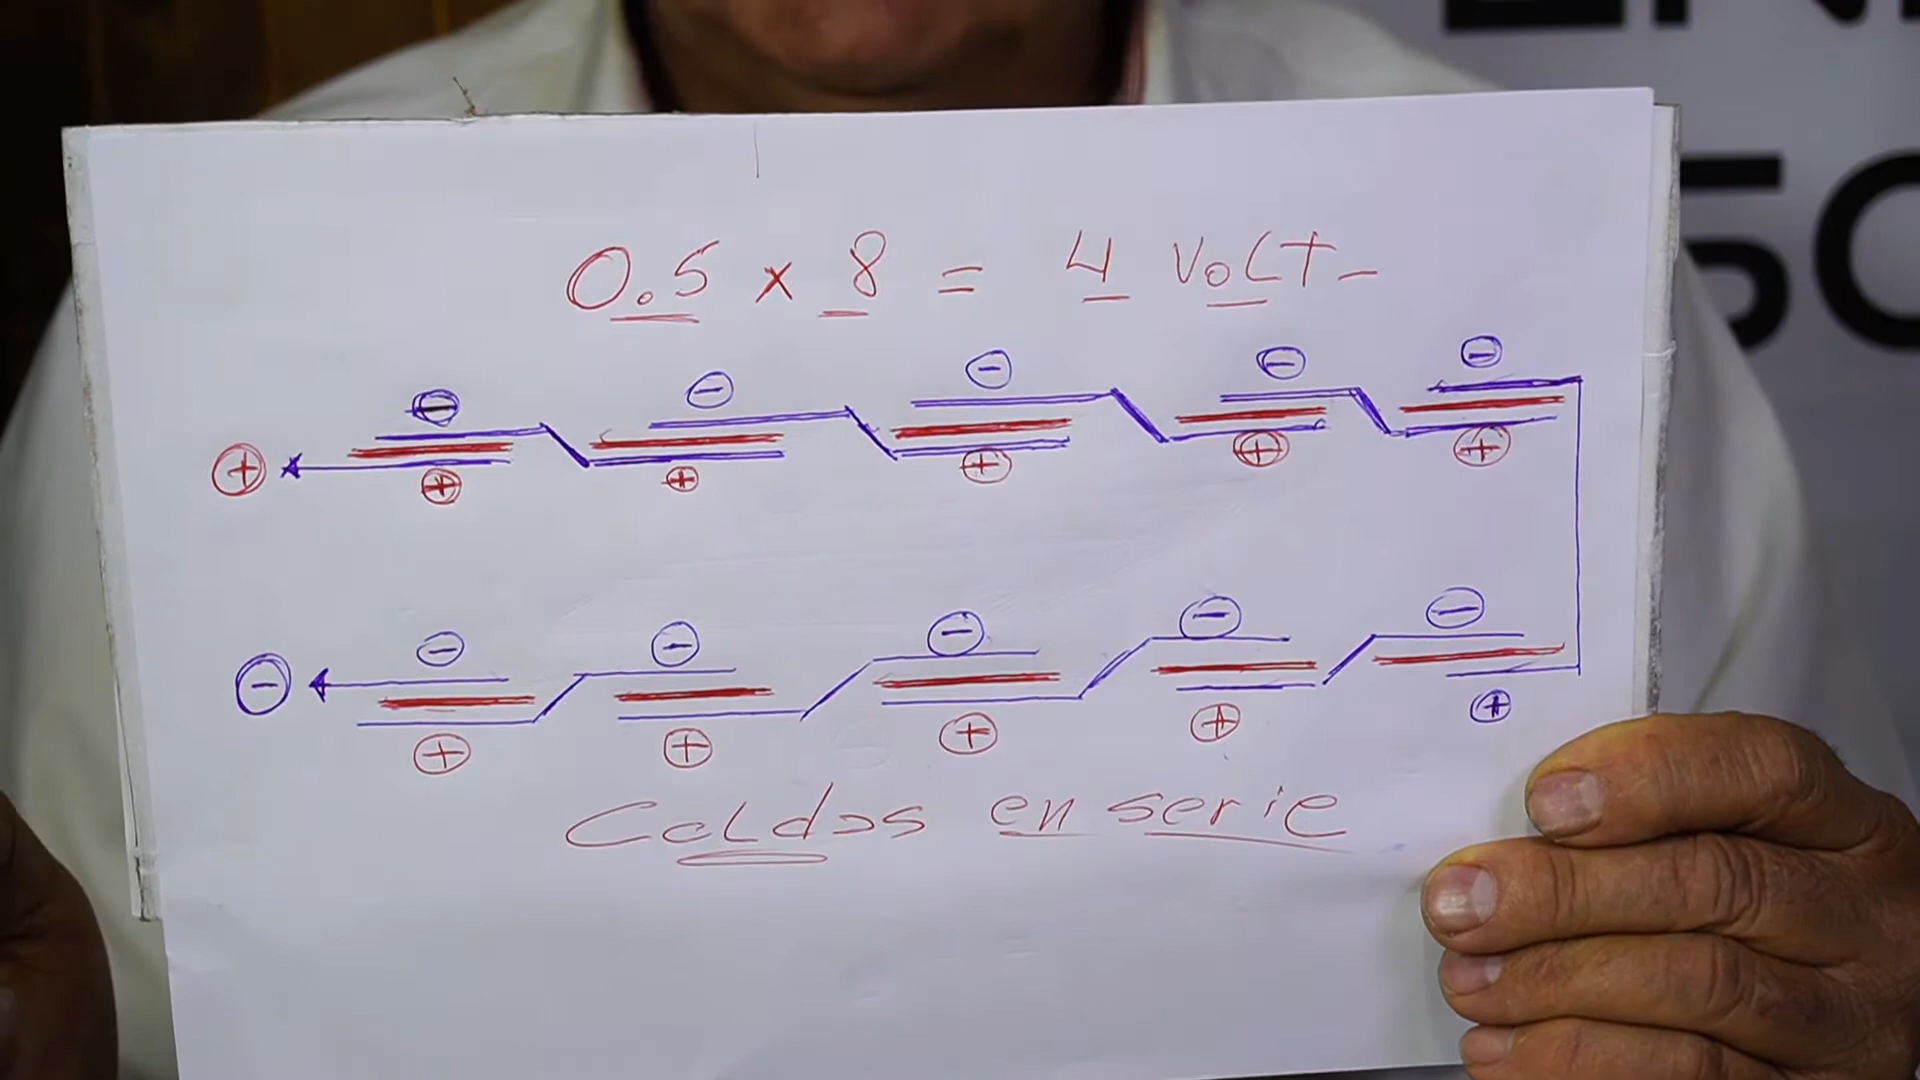 0.5 x 8 = 4 VOLT
⊖ ⊖ ⊖ ⊖ ⊖
⊕ ⊕ ⊕ ⊕ ⊕ ⊕
⊖ ⊖ ⊖ ⊖ ⊖ ⊖
⊕ ⊕ ⊕ ⊕ ⊕
Celdas en serie